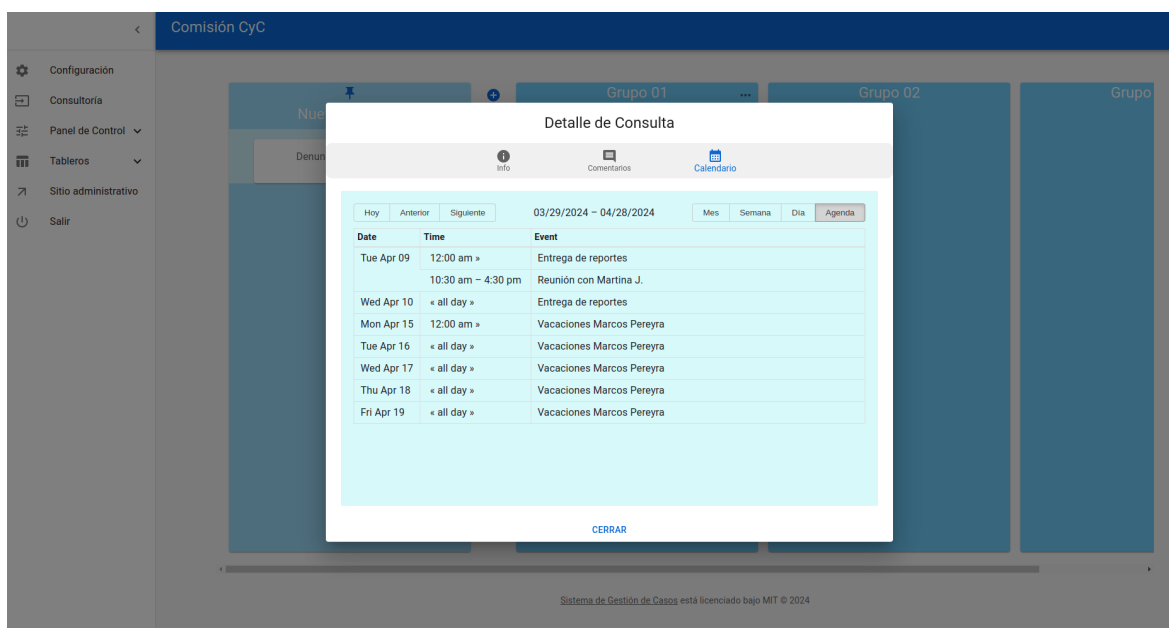 Comisión CyC
Configuración
Consultoría
Panel de Control
Tableros
Sitio administrativo
Salir
Grupo 01
Grupo 02
Grupo
Detalle de Consulta
Info
Comentarios
Calendario
Hoy Anterior Siguiente 03/29/2024 – 04/28/2024 Mes Semana Día Agenda
Date Time Event
Tue Apr 09 12:00 am » Entrega de reportes
10:30 am – 4:30 pm Reunión con Martina J.
Wed Apr 10 « all day » Entrega de reportes
Mon Apr 15 12:00 am » Vacaciones Marcos Pereyra
Tue Apr 16 « all day » Vacaciones Marcos Pereyra
Wed Apr 17 « all day » Vacaciones Marcos Pereyra
Thu Apr 18 « all day » Vacaciones Marcos Pereyra
Fri Apr 19 « all day » Vacaciones Marcos Pereyra
CERRAR
Sistema de Gestión de Casos está licenciado bajo MIT © 2024